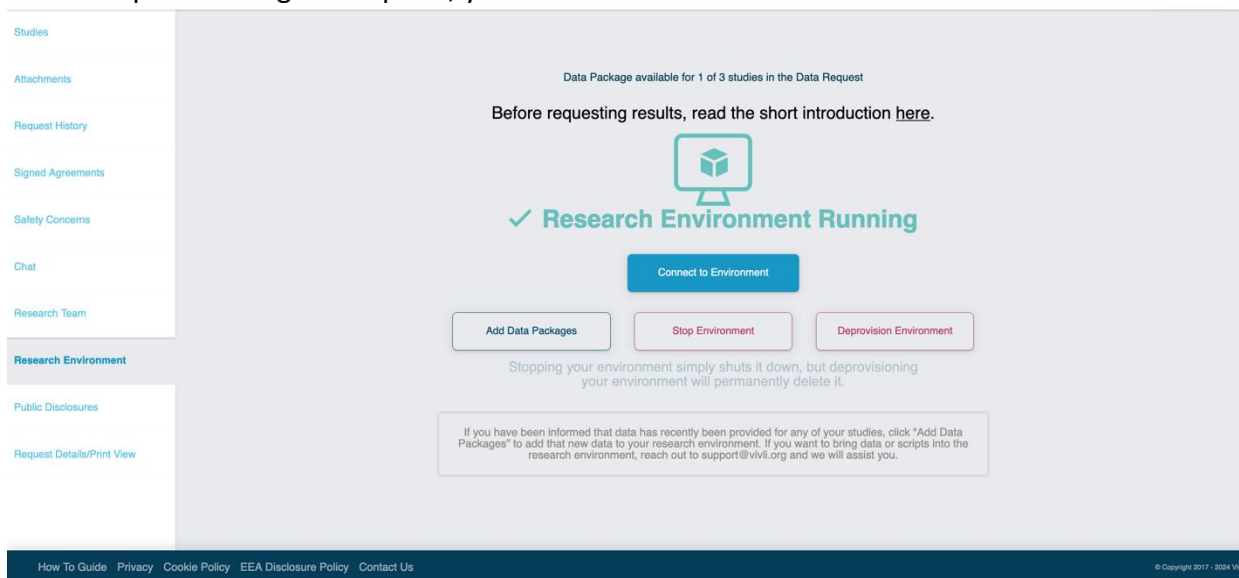 Studies
Attachments
Request History
Signed Agreements
Safety Concerns
Chat
Research Team
Research Environment
Public Disclosures
Request Details/Print View
Data Package available for 1 of 3 studies in the Data Request
Before requesting results, read the short introduction here.
✓ Research Environment Running
Connect to Environment
Add Data Packages
Stop Environment
Deprovision Environment
Stopping your environment simply shuts it down, but deprovisioning
your environment will permanently delete it.
If you have been informed that data has recently been provided for any of your studies, click "Add Data
Packages" to add that new data to your research environment. If you want to bring data or scripts into the
research environment, reach out to support@vivli.org and we will assist you.
How To Guide Privacy Cookie Policy EEA Disclosure Policy Contact Us
© Copyright 2017 - 2024